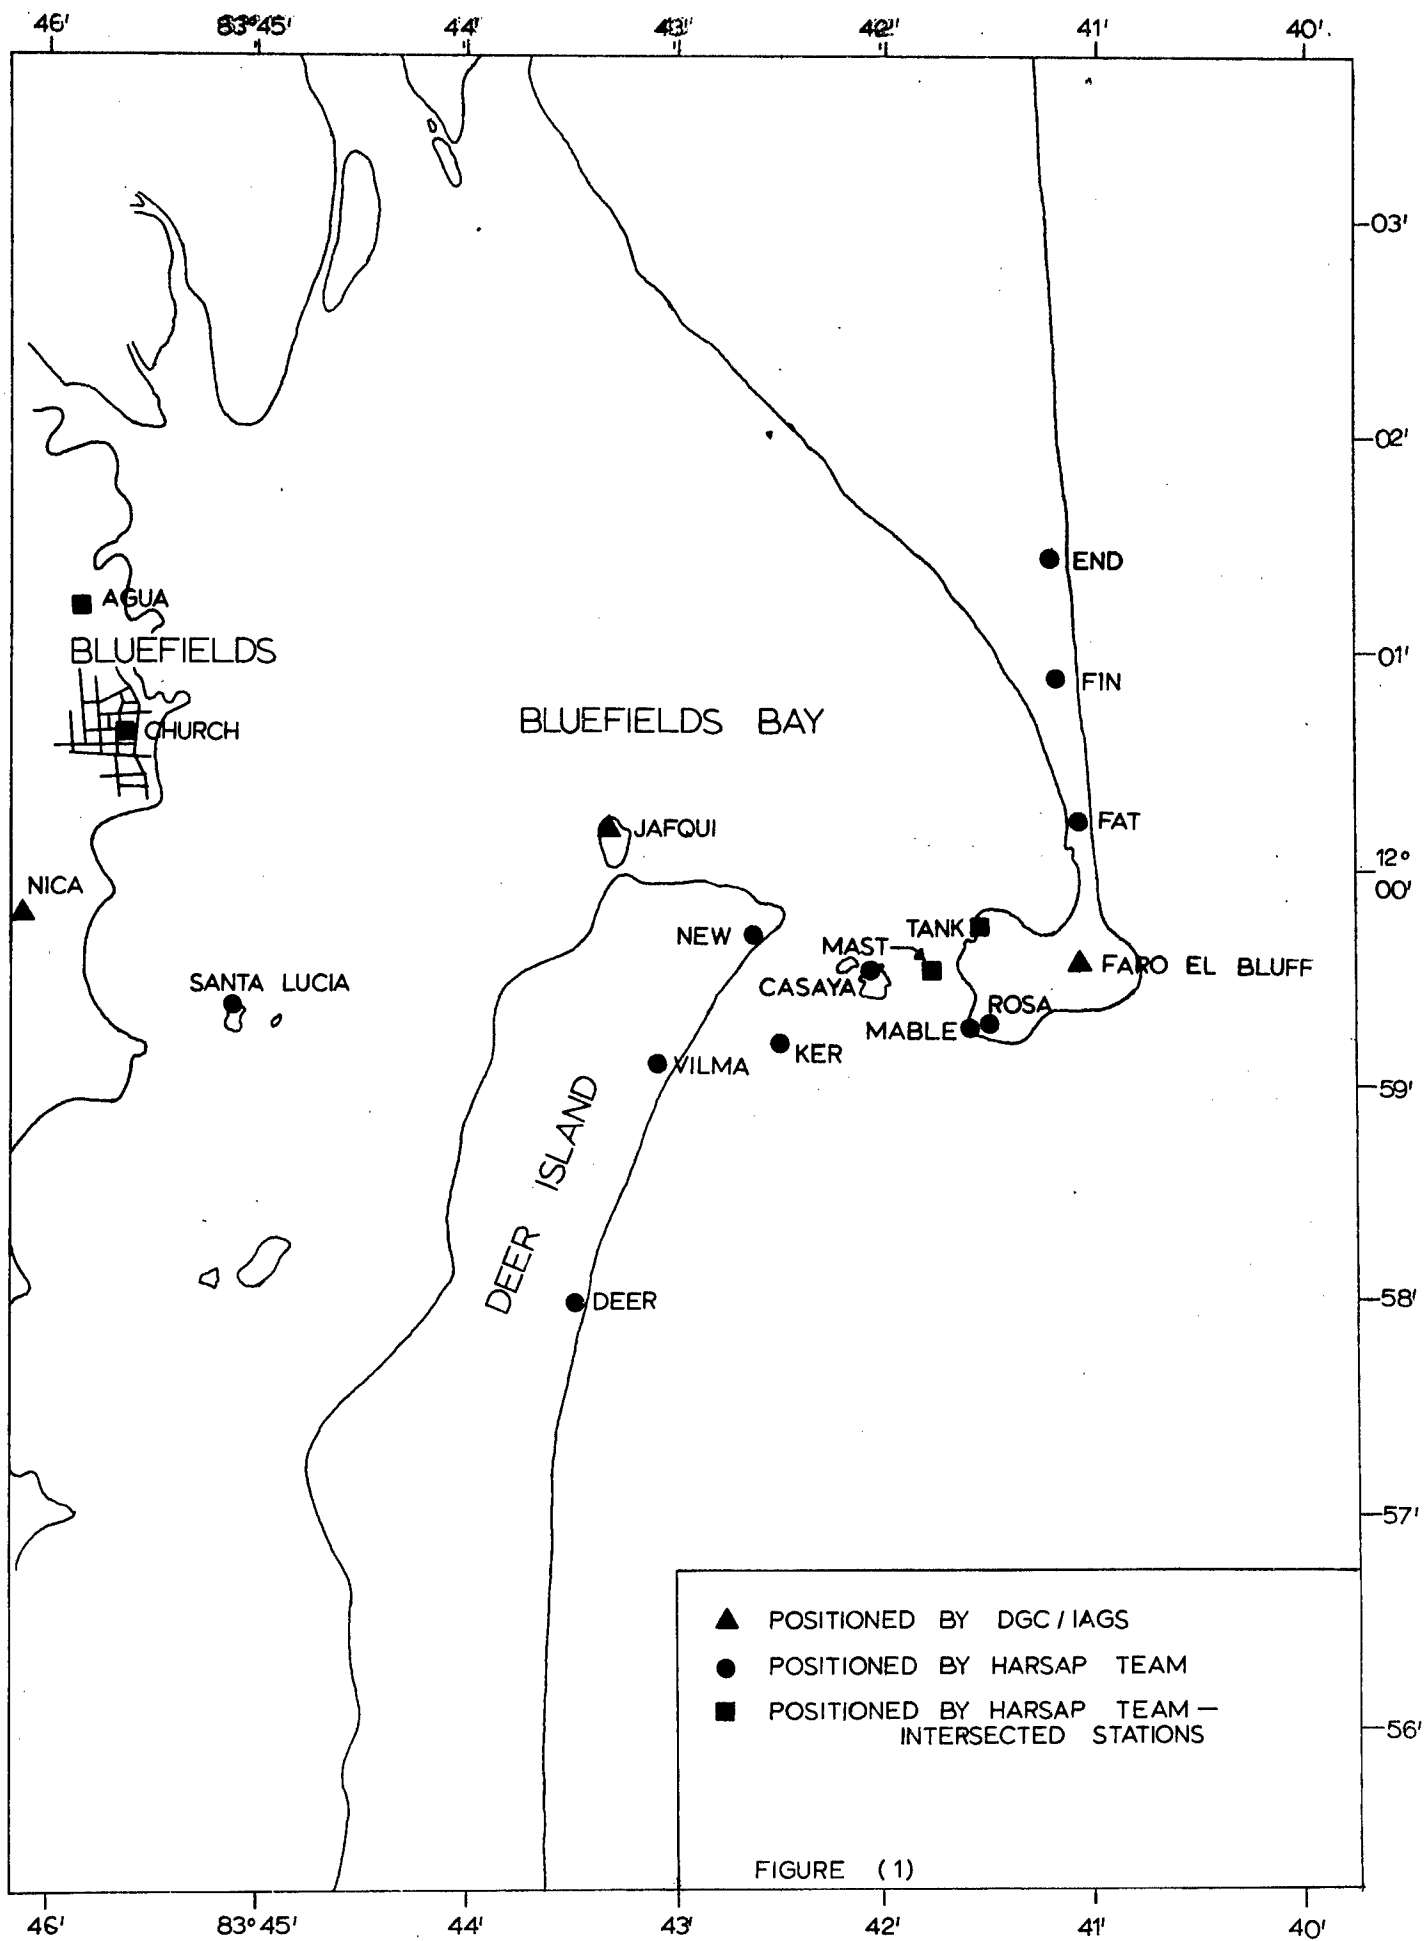 46' 83°45' 44' 43' 42' 41' 40'
03'
02'
END
AGUA
BLUEFIELDS
01'
FIN
BLUEFIELDS BAY
CHURCH
JAFQUI
FAT
12°
00'
NICA
TANK
NEW
MAST
FARO EL BLUFF
SANTA LUCIA
CASAYA
ROSA
MABLE
KER
VILMA
59'
DEER ISLAND
58'
DEER
57'
POSITIONED BY DGC/IAGS
POSITIONED BY HARSAP TEAM
POSITIONED BY HARSAP TEAM —
INTERSECTED STATIONS
56'
FIGURE (1)
46' 83°45' 44' 43' 42' 41' 40'